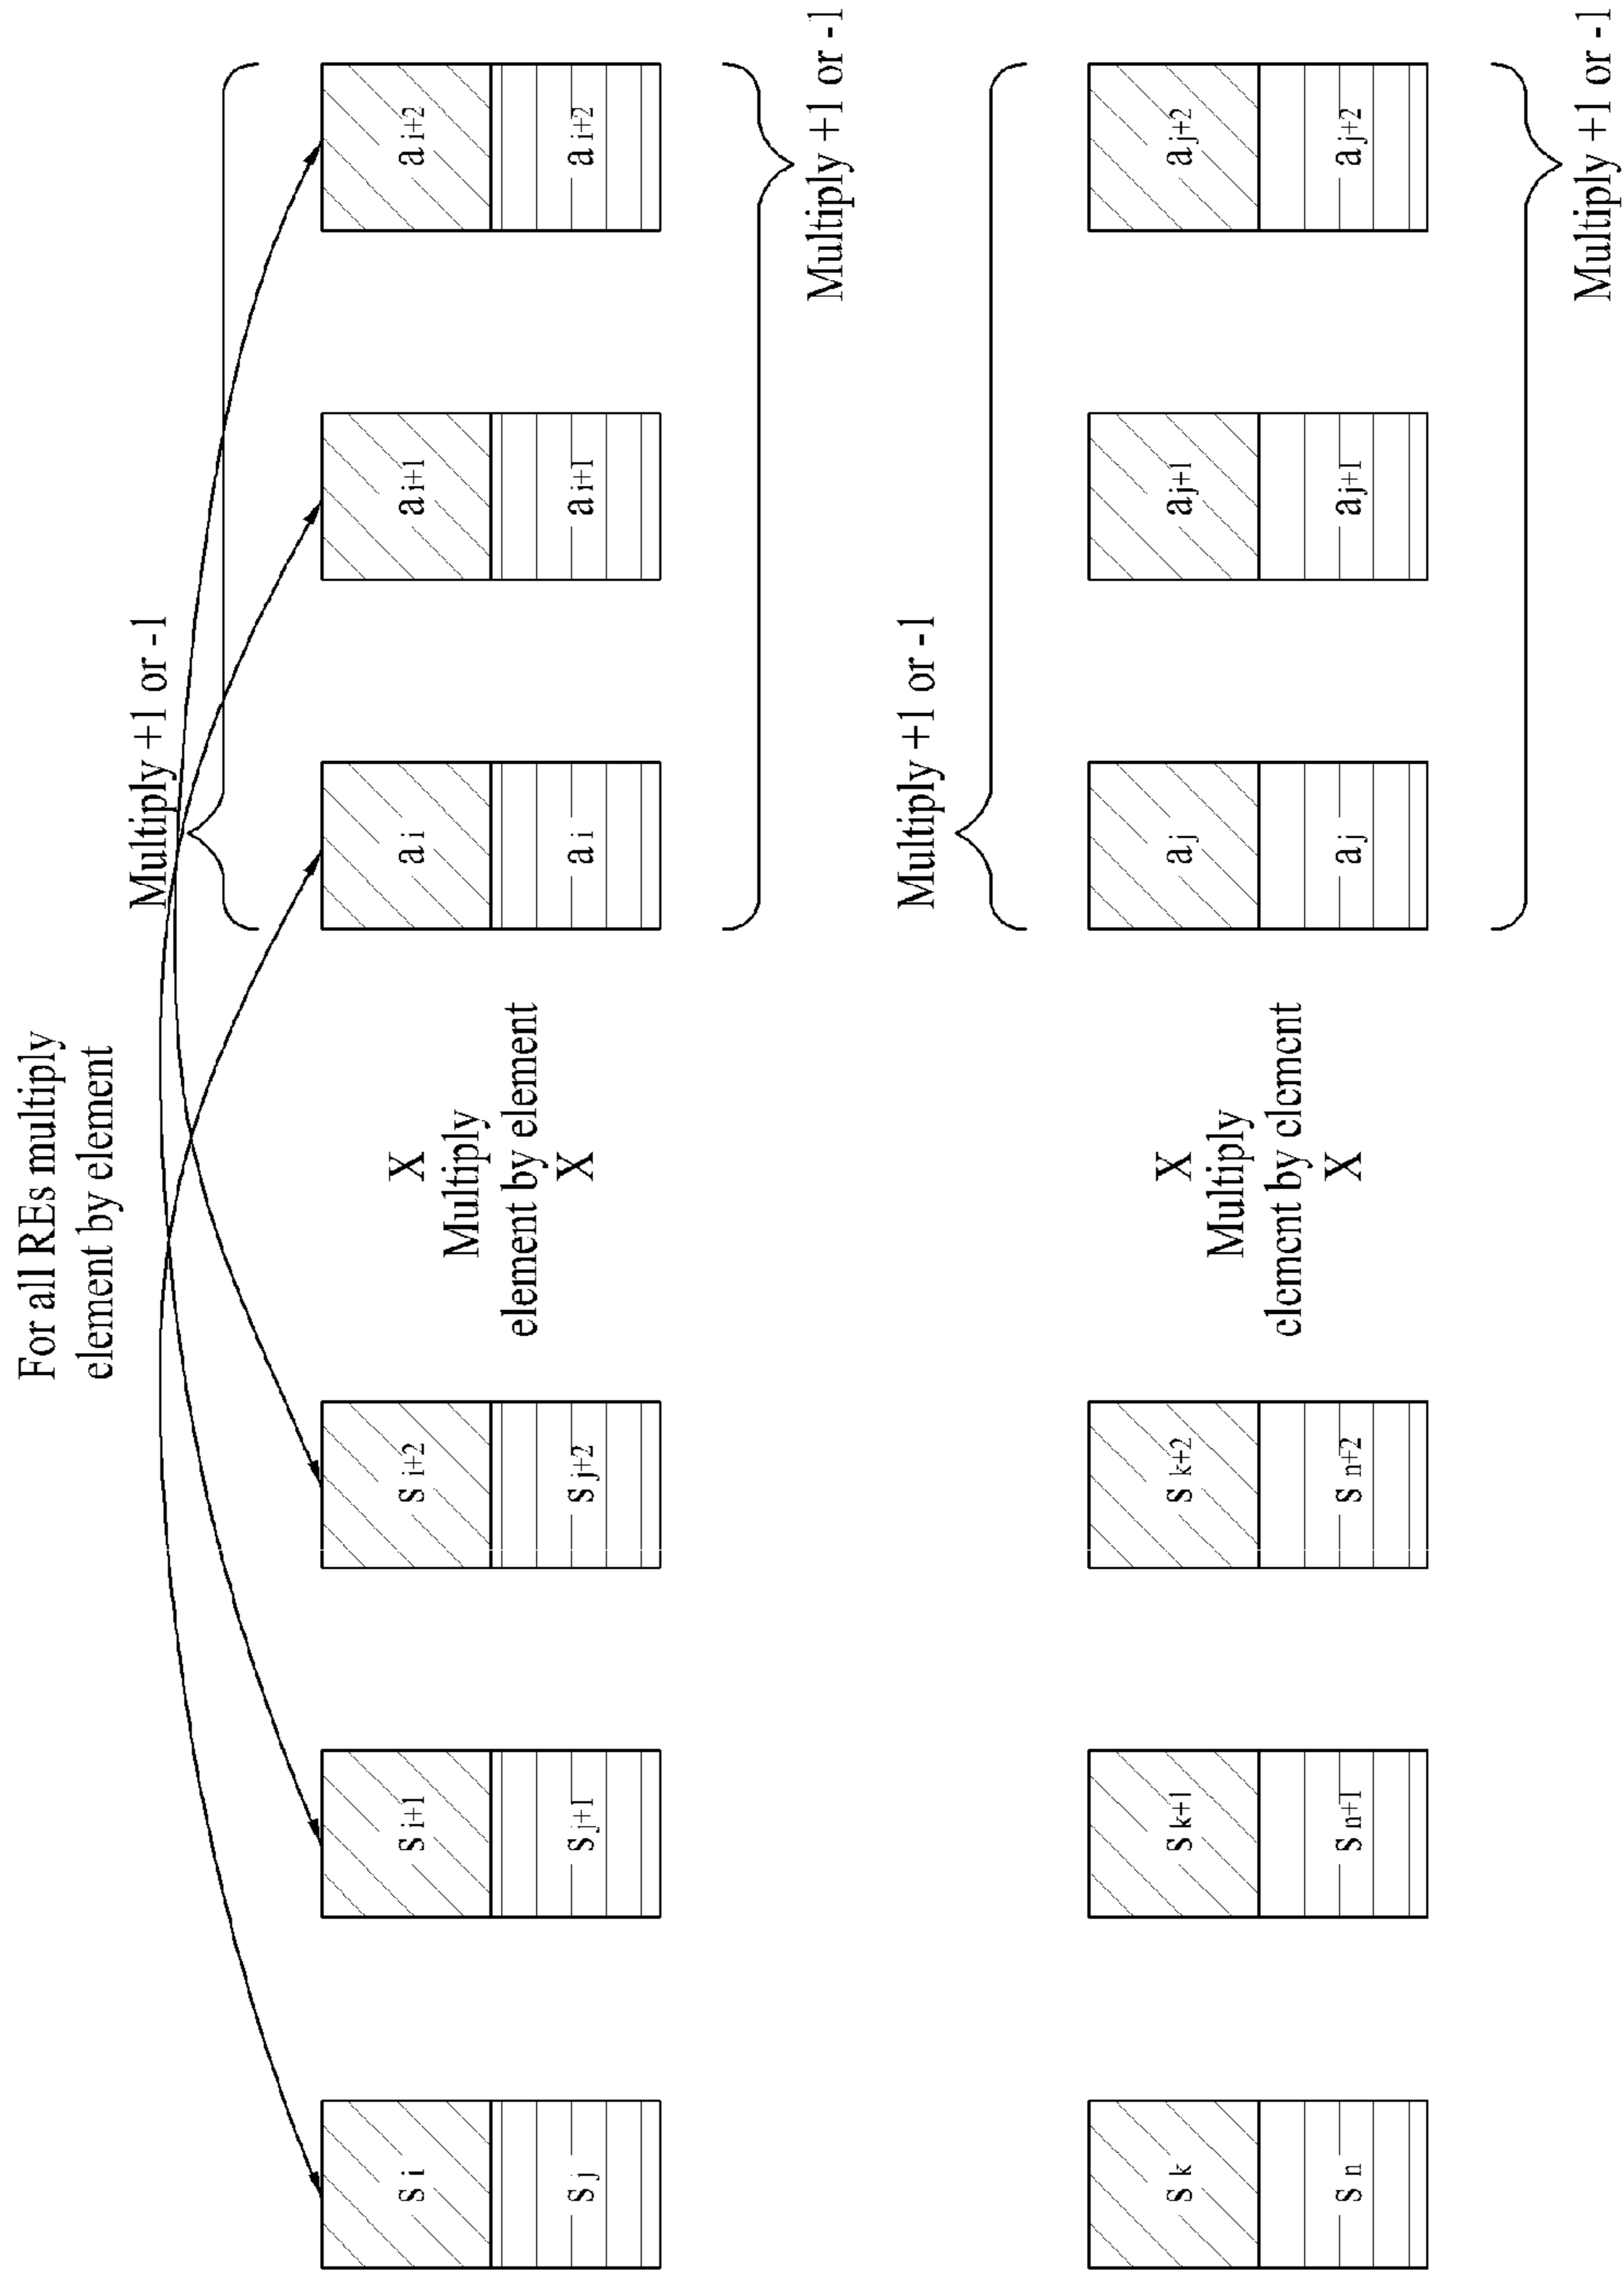 For all REs multiply
element by element
Multiply +1 or -1
s i s i+1 s i+2 X a i a i+1 a i+2
Multiply
element by element
s j s j+1 s j+2 X a i a i+1 a i+2
Multiply +1 or -1
Multiply +1 or -1
s k s k+1 s k+2 X a j a j+1 a j+2
Multiply
element by element
s n s n+1 s n+2 X a j a j+1 a j+2
Multiply +1 or -1